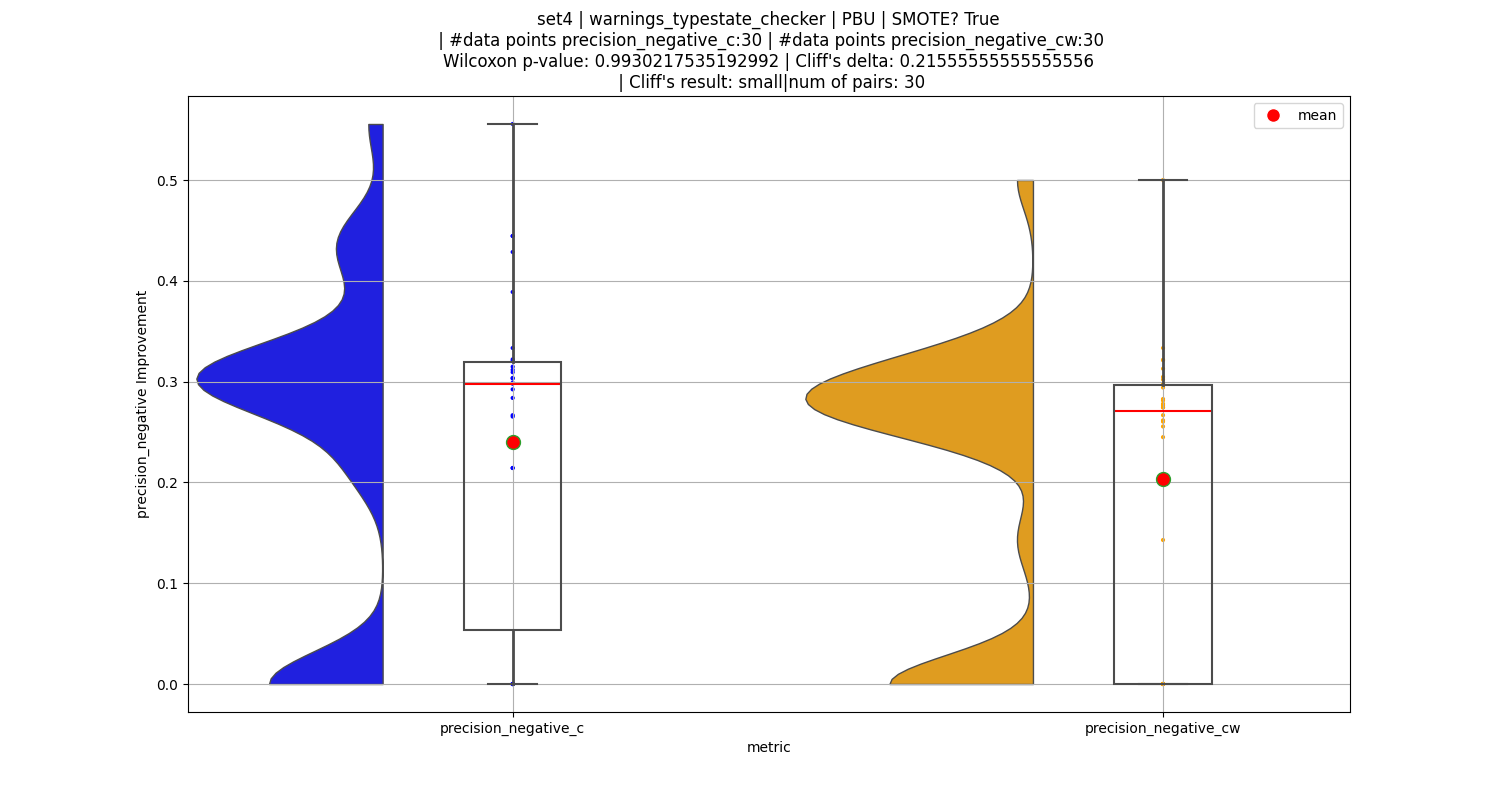 set4 | warnings_typestate_checker | PBU | SMOTE? True
| #data points precision_negative_c:30 | #data points precision_negative_cw:30
Wilcoxon p-value: 0.9930217535192992 | Cliff's delta: 0.21555555555555556
| Cliff's result: small|num of pairs: 30
mean
precision_negative Improvement
0.5
0.4
0.3
0.2
0.1
0.0
precision_negative_c
precision_negative_cw
metric